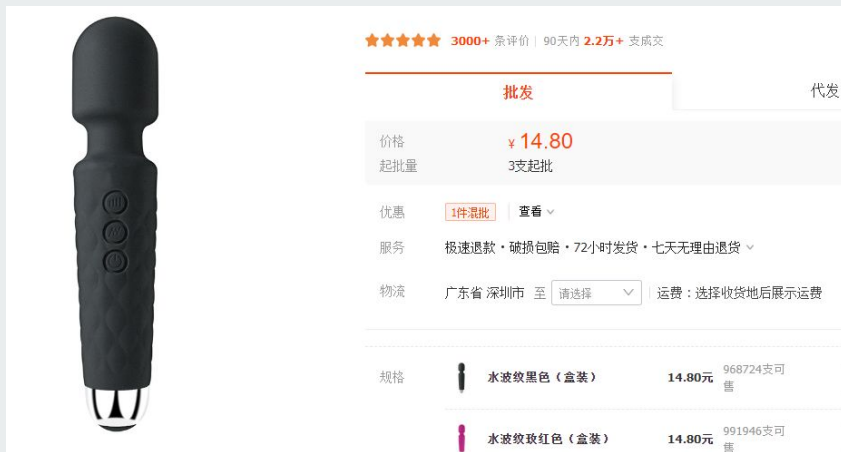 3000+ 条评价 90天内 2.2万+ 支成交
批发 代发
价格 ¥ 14.80
起批量 3支起批
优惠 1件混批 查看
服务 极速退款・破损包赔・72小时发货・七天无理由退货
物流 广东省 深圳市 至 请选择 运费：选择收货地后展示运费
规格 水波纹黑色（盒装） 14.80元 968724支可售
水波纹玫红色（盒装） 14.80元 991946支可售